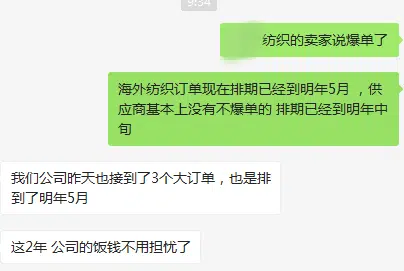 9:34
纺织的卖家说爆单了
海外纺织订单现在排期已经到明年5月 ，供
应商基本上没有不爆单的 排期已经到明年中
旬
我们公司昨天也接到了3个大订单，也是排
到了明年5月
这2年 公司的饭钱不用担忧了